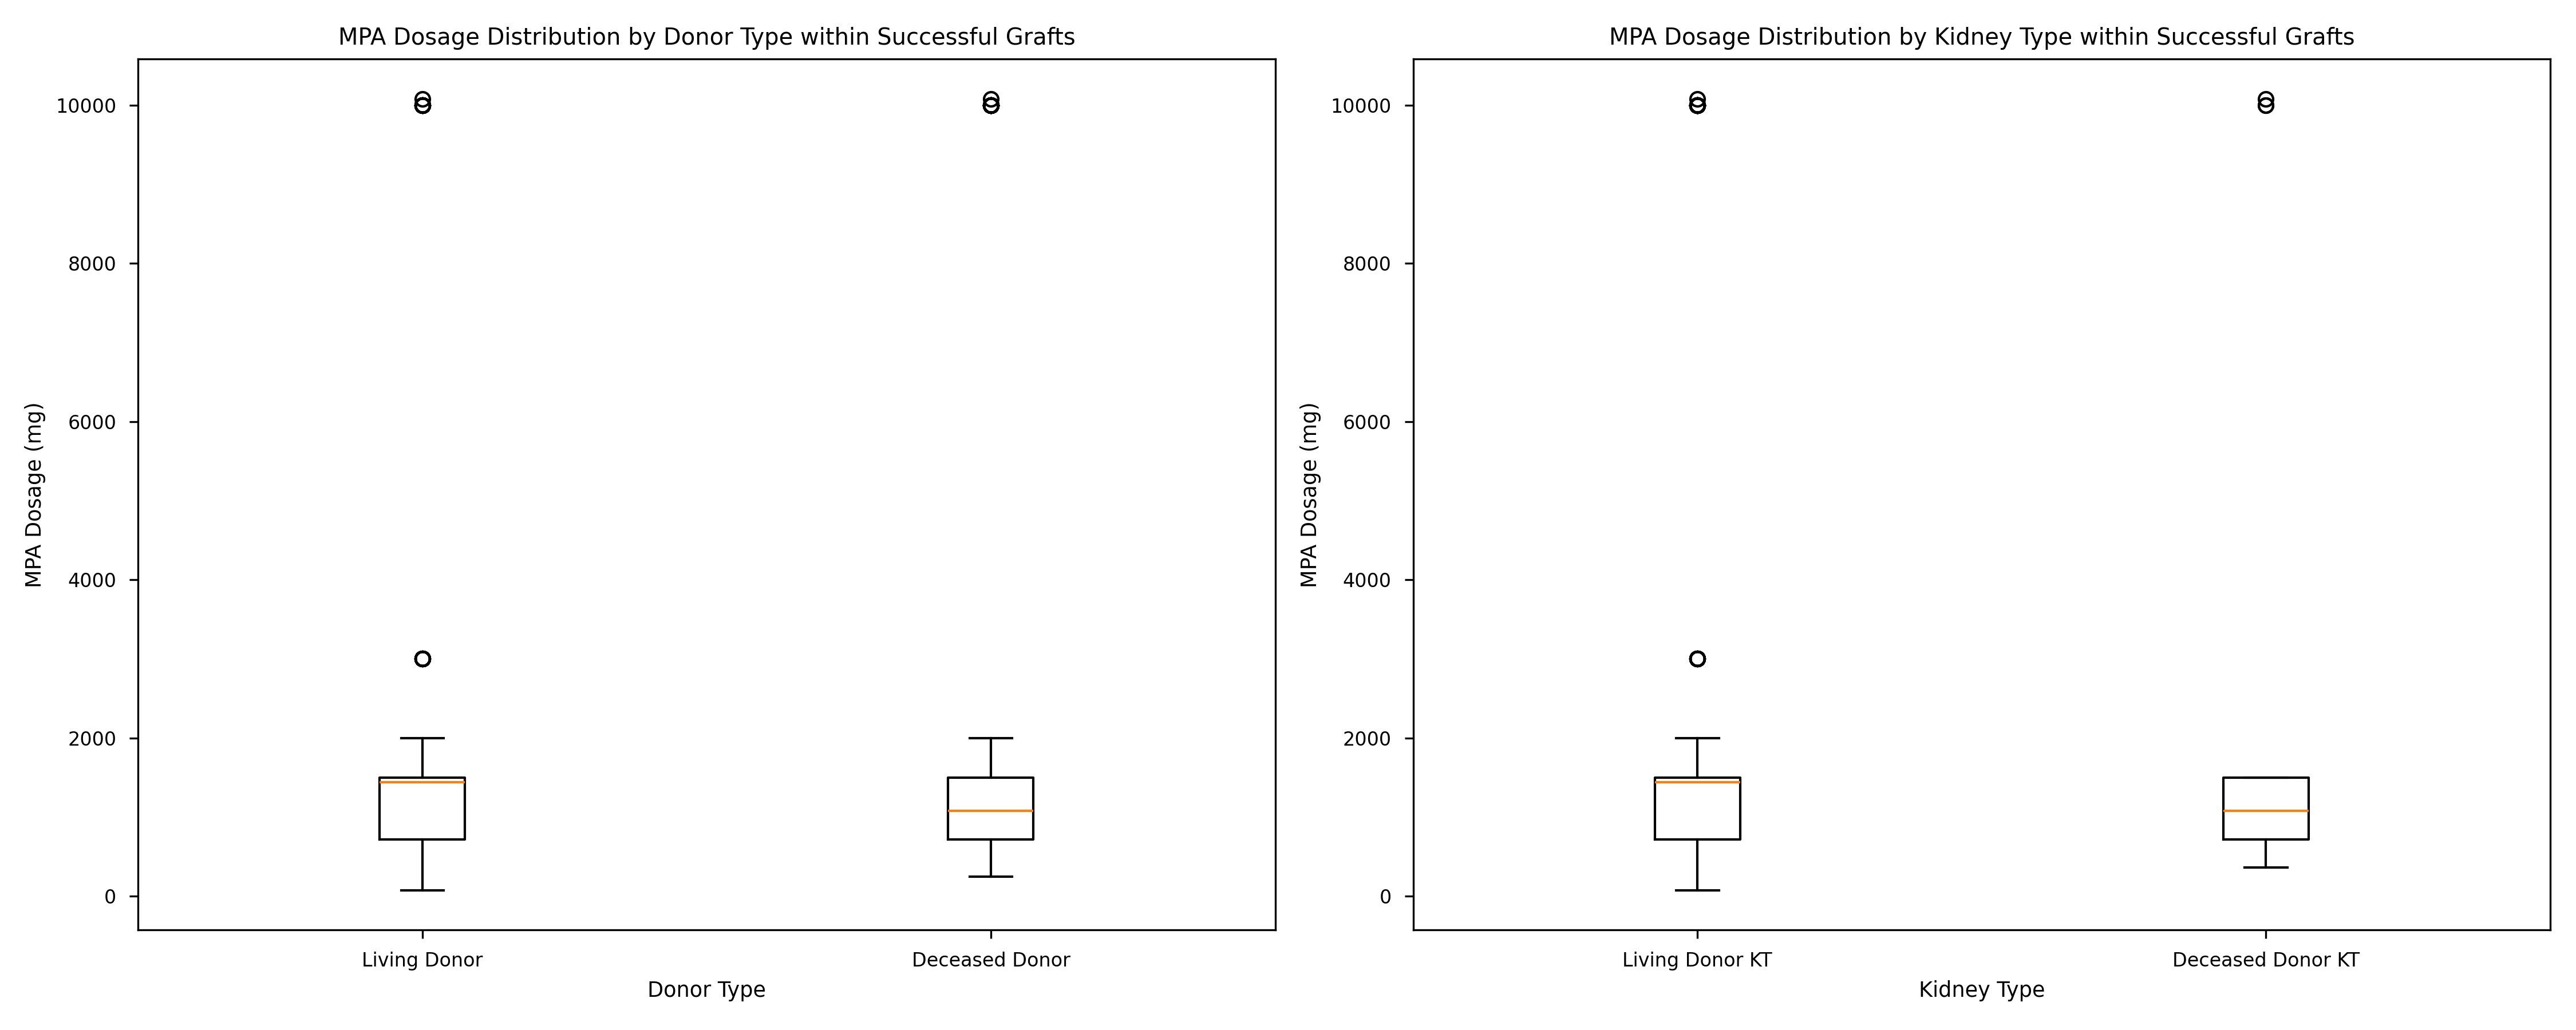 MPA Dosage Distribution by Donor Type within Successful Grafts
10000
8000
6000
4000
2000
0
MPA Dosage (mg)
Living Donor
Deceased Donor
Donor Type
MPA Dosage Distribution by Kidney Type within Successful Grafts
10000
8000
6000
4000
2000
0
MPA Dosage (mg)
Living Donor KT
Deceased Donor KT
Kidney Type